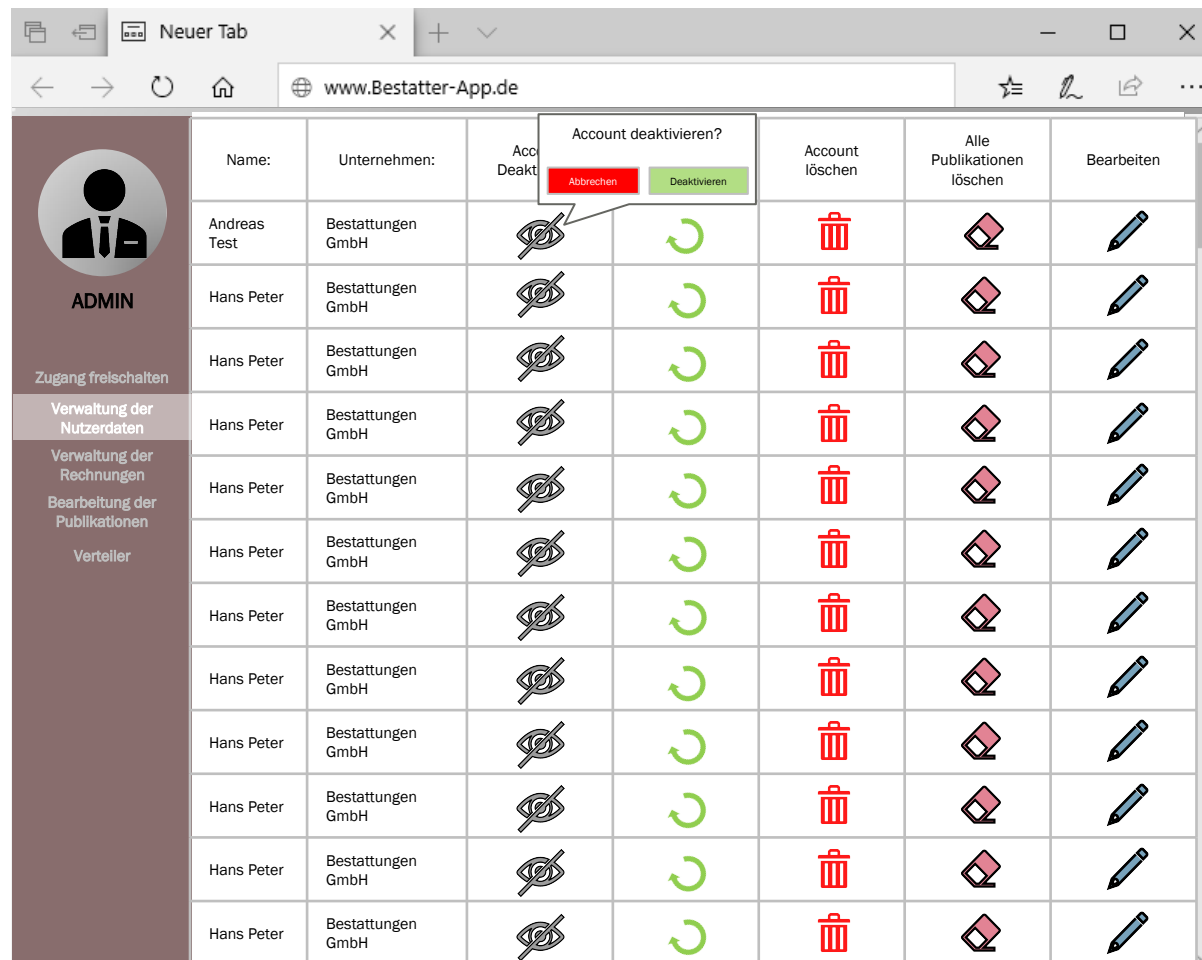 Neuer Tab
www.Bestatter-App.de
ADMIN
Zugang freischalten
Verwaltung der
Nutzerdaten
Verwaltung der
Rechnungen
Bearbeitung der
Publikationen
Verteiler
Account deaktivieren?
Abbrechen
Deaktivieren
Name:
Unternehmen:
Acco
Deakt
Account
löschen
Alle
Publikationen
löschen
Bearbeiten
Andreas
Test
Bestattungen
GmbH
Hans Peter
Bestattungen
GmbH
Hans Peter
Bestattungen
GmbH
Hans Peter
Bestattungen
GmbH
Hans Peter
Bestattungen
GmbH
Hans Peter
Bestattungen
GmbH
Hans Peter
Bestattungen
GmbH
Hans Peter
Bestattungen
GmbH
Hans Peter
Bestattungen
GmbH
Hans Peter
Bestattungen
GmbH
Hans Peter
Bestattungen
GmbH
Hans Peter
Bestattungen
GmbH